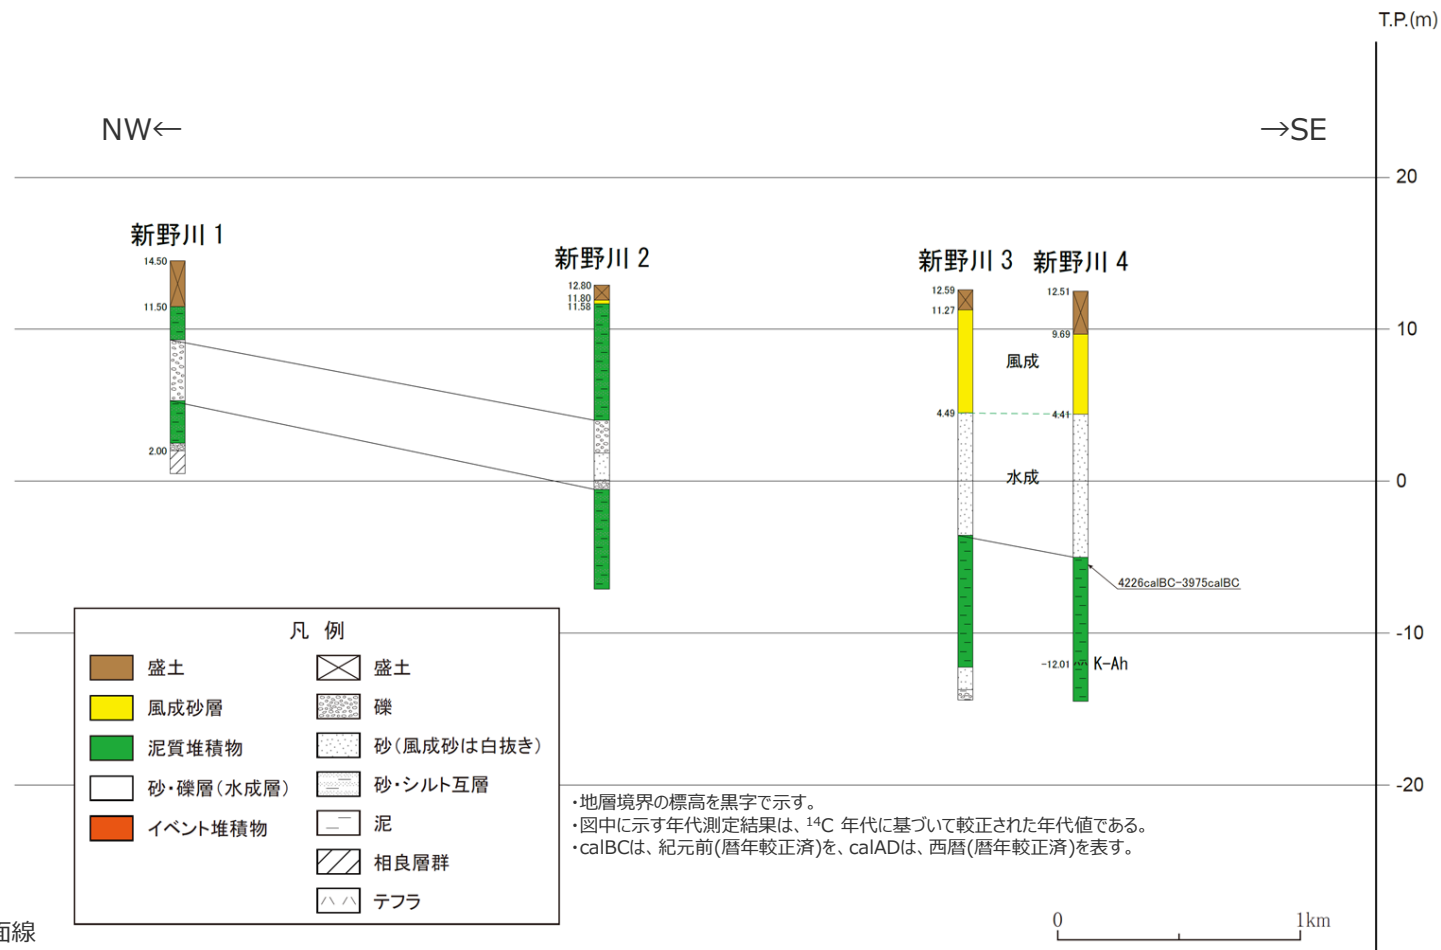 T.P.(m)
NW←
→SE
20
新野川 1
新野川 2
新野川 3
新野川 4
14.50
11.50
2.00
12.80
11.80
11.58
12.59
11.27
4.49
12.51
9.69
4.41
-12.01
風成
水成
10
0
4226calBC-3975calBC
-10
K-Ah
-20
凡 例
盛土
風成砂層
泥質堆積物
砂・礫層(水成層)
イベント堆積物
盛土
礫
砂(風成砂は白抜き)
砂・シルト互層
泥
相良層群
テフラ
・地層境界の標高を黒字で示す。
・図中に示す年代測定結果は、14C 年代に基づいて較正された年代値である。
・calBCは、紀元前(暦年較正済)を、calADは、西暦(暦年較正済)を表す。
0
1km
面線